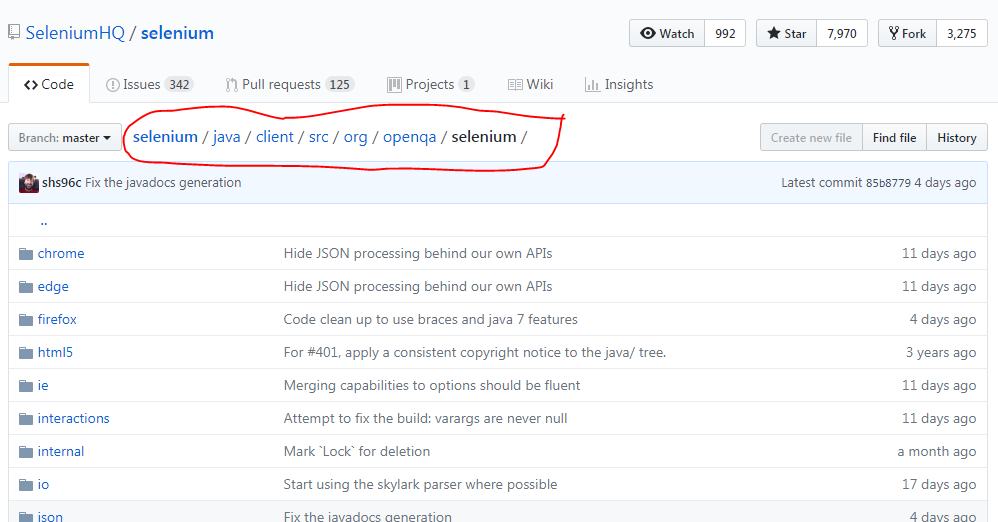 SeleniumHQ / selenium
Watch 992 Star 7,970 Fork 3,275
Code Issues 342 Pull requests 125 Projects 1 Wiki Insights
Branch: master selenium / java / client / src / org / openqa / selenium / Create new file Find file History
shs96c Fix the javadocs generation Latest commit 85b8779 4 days ago
..
chrome Hide JSON processing behind our own APIs 11 days ago
edge Hide JSON processing behind our own APIs 11 days ago
firefox Code clean up to use braces and java 7 features 4 days ago
html5 For #401, apply a consistent copyright notice to the java/ tree. 3 years ago
ie Merging capabilities to options should be fluent 11 days ago
interactions Attempt to fix the build: varargs are never null 11 days ago
internal Mark `Lock` for deletion a month ago
io Start using the skylark parser where possible 17 days ago
json Fix the javadocs generation 4 days ago